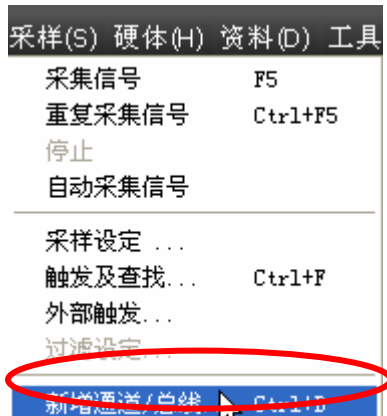 采样(S) 硬体(H) 资料(D) 工具
采集信号 F5
重复采集信号 Ctrl+F5
停止
自动采集信号
采样设定 ...
触发及查找... Ctrl+F
外部触发...
过滤设定...
新增通道/总线 Ctrl+B